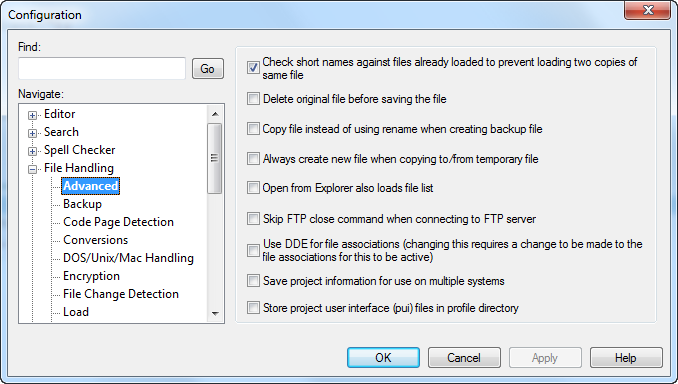 Configuration
Find:
Go
Navigate:
Editor
Search
Spell Checker
File Handling
Advanced
Backup
Code Page Detection
Conversions
DOS/Unix/Mac Handling
Encryption
File Change Detection
Load
Check short names against files already loaded to prevent loading two copies of
same file
Delete original file before saving the file
Copy file instead of using rename when creating backup file
Always create new file when copying to/from temporary file
Open from Explorer also loads file list
Skip FTP close command when connecting to FTP server
Use DDE for file associations (changing this requires a change to be made to the
file associations for this to be active)
Save project information for use on multiple systems
Store project user interface (pui) files in profile directory
OK
Cancel
Apply
Help